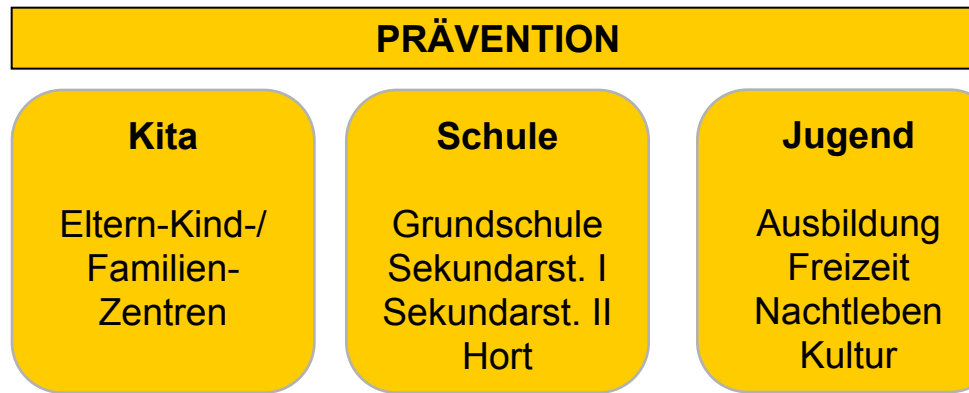 PRÄVENTION
Kita
Eltern-Kind-/
Familien-
Zentren
Schule
Grundschule
Sekundarst. I
Sekundarst. II
Hort
Jugend
Ausbildung
Freizeit
Nachtleben
Kultur